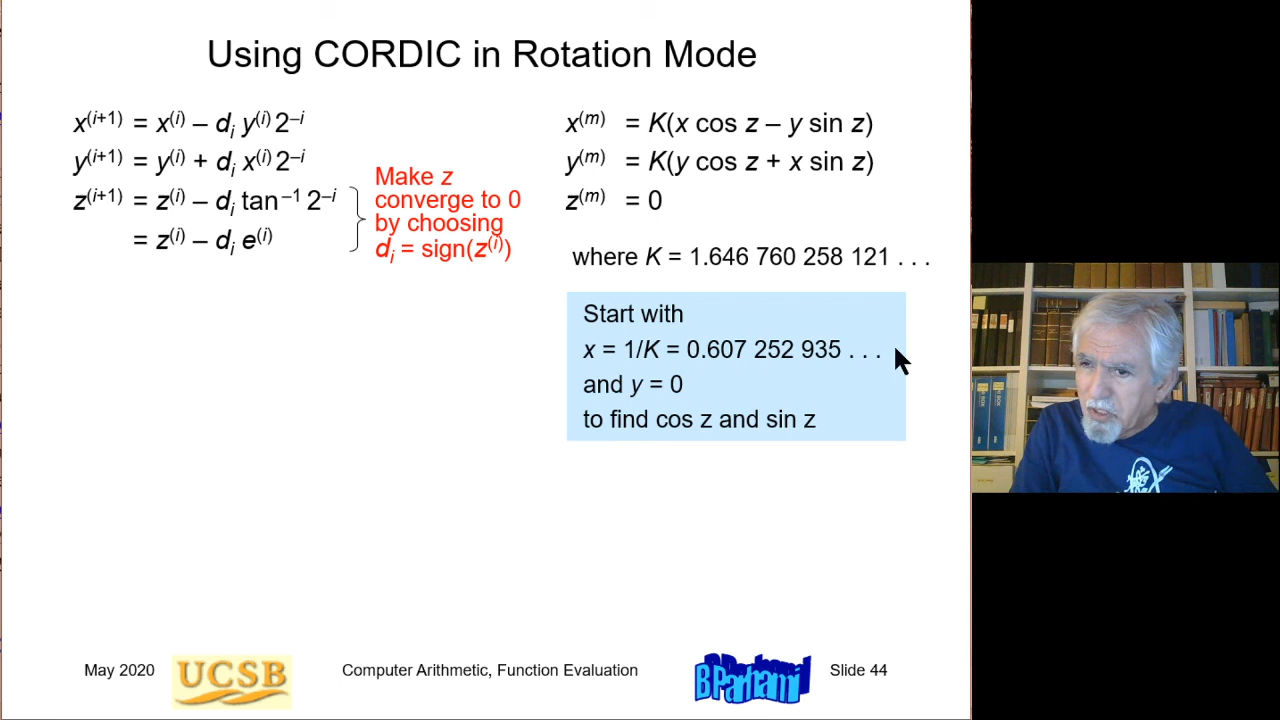 Using CORDIC in Rotation Mode
x⁽ⁱ⁺¹⁾ = x⁽ⁱ⁾ – dᵢ y⁽ⁱ⁾ 2⁻ⁱ
y⁽ⁱ⁺¹⁾ = y⁽ⁱ⁾ + dᵢ x⁽ⁱ⁾ 2⁻ⁱ
z⁽ⁱ⁺¹⁾ = z⁽ⁱ⁾ – dᵢ tan⁻¹ 2⁻ⁱ
= z⁽ⁱ⁾ – dᵢ e⁽ⁱ⁾
Make z
converge to 0
by choosing
dᵢ = sign(z⁽ⁱ⁾)
x⁽ᵐ⁾ = K(x cos z – y sin z)
y⁽ᵐ⁾ = K(y cos z + x sin z)
z⁽ᵐ⁾ = 0
where K = 1.646 760 258 121 . . .
Start with
x = 1/K = 0.607 252 935 . . .
and y = 0
to find cos z and sin z
May 2020
UCSB
Computer Arithmetic, Function Evaluation
B Parhami
Slide 44